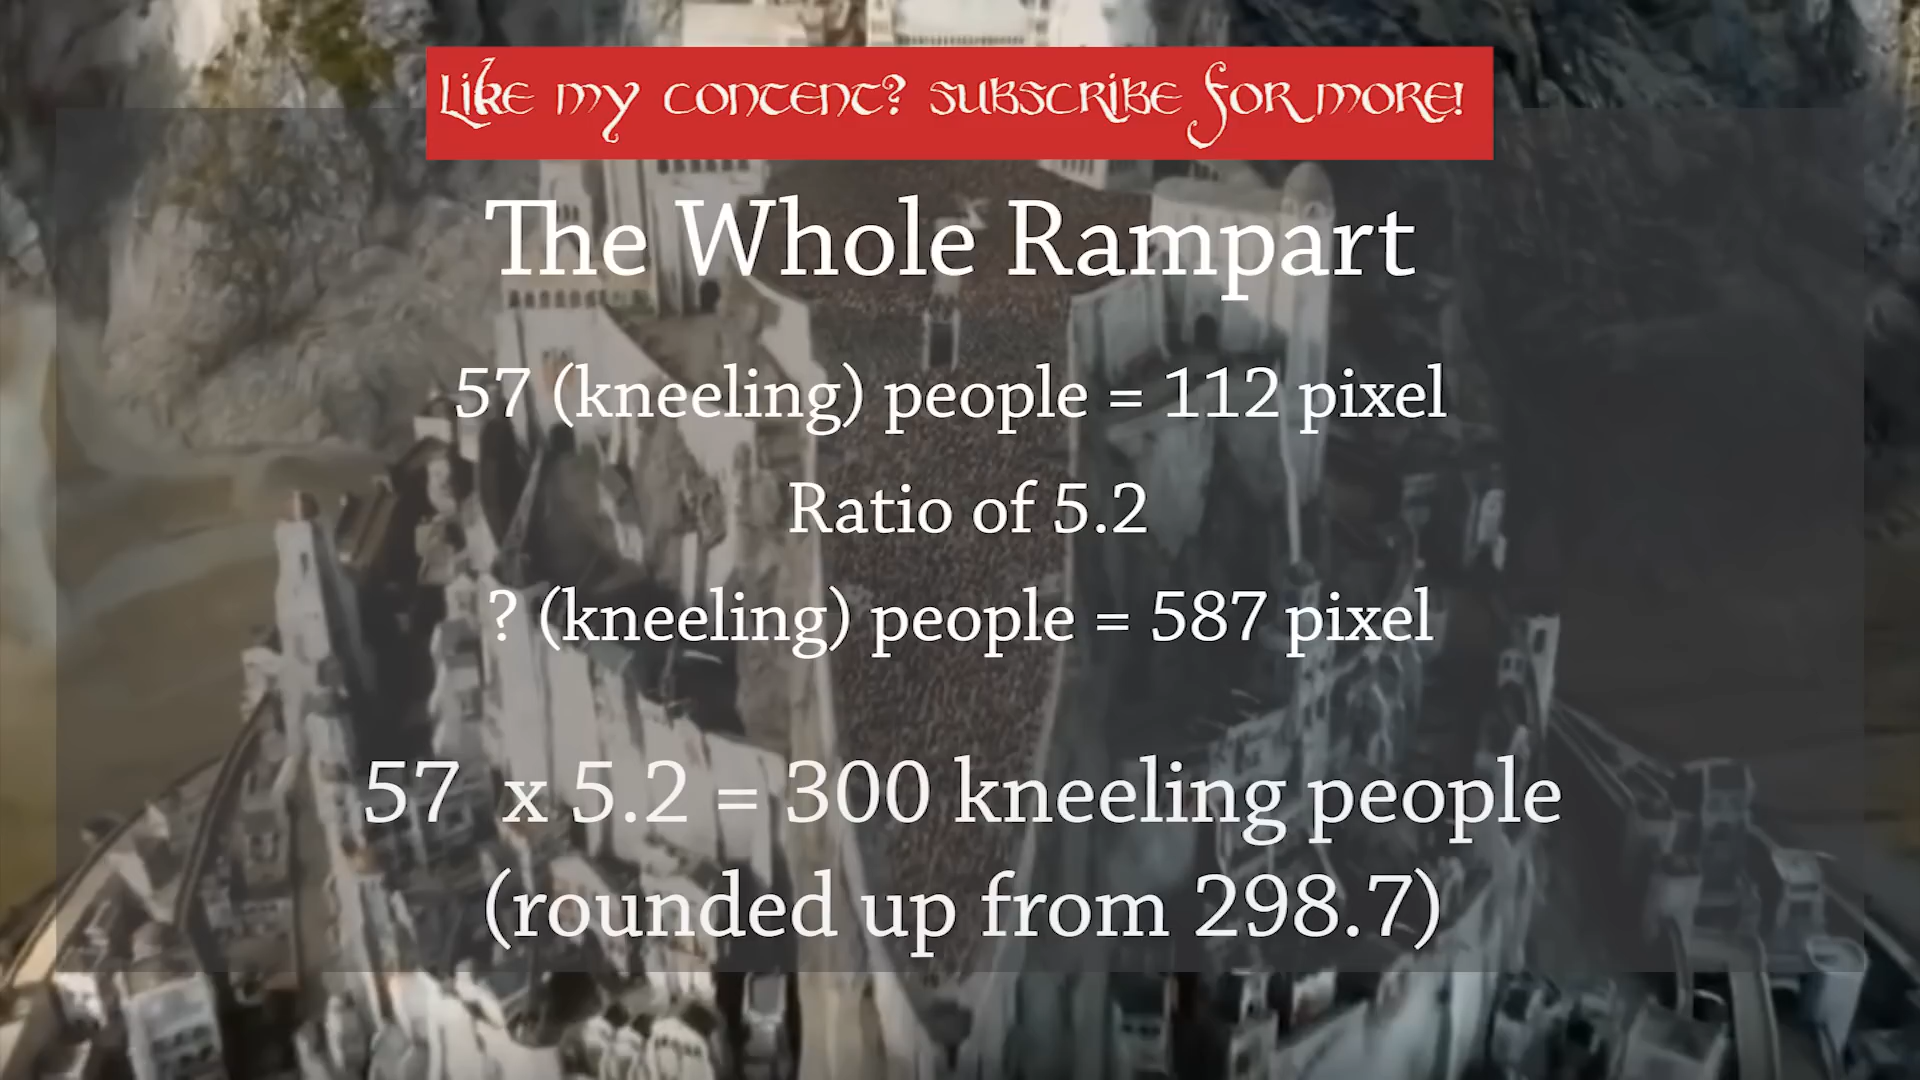 Like my content? Subscribe for more!
The Whole Rampart
57 (kneeling) people = 112 pixel
Ratio of 5.2
? (kneeling) people = 587 pixel
57 x 5.2 = 300 kneeling people
(rounded up from 298.7)